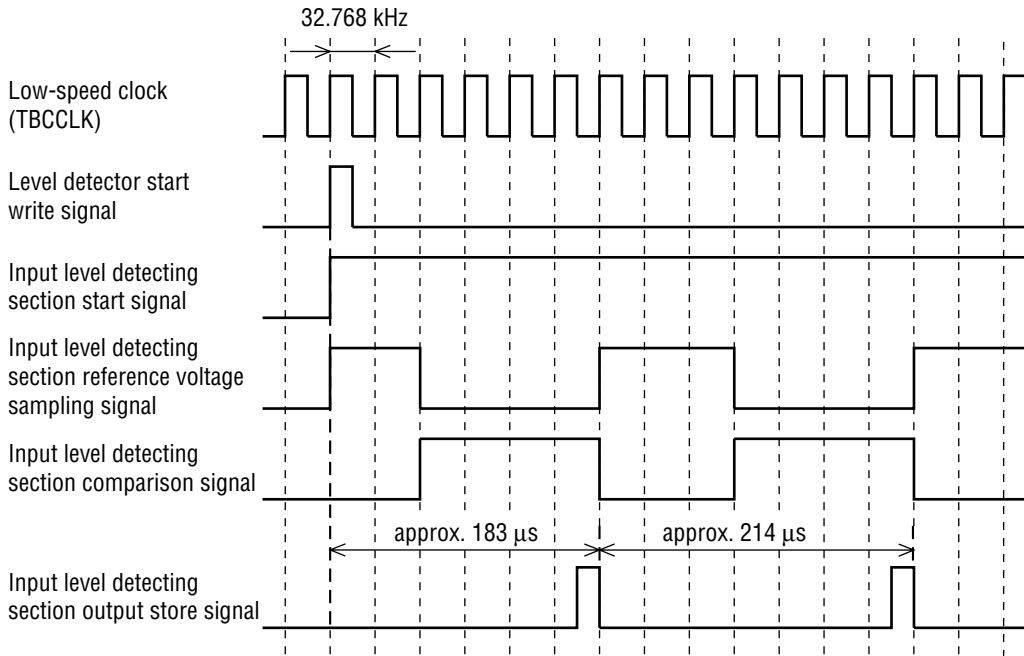 32.768 kHz
Low-speed clock
(TBCCLK)
Level detector start
write signal
Input level detecting
section start signal
Input level detecting
section reference voltage
sampling signal
Input level detecting
section comparison signal
approx. 183 μs
approx. 214 μs
Input level detecting
section output store signal